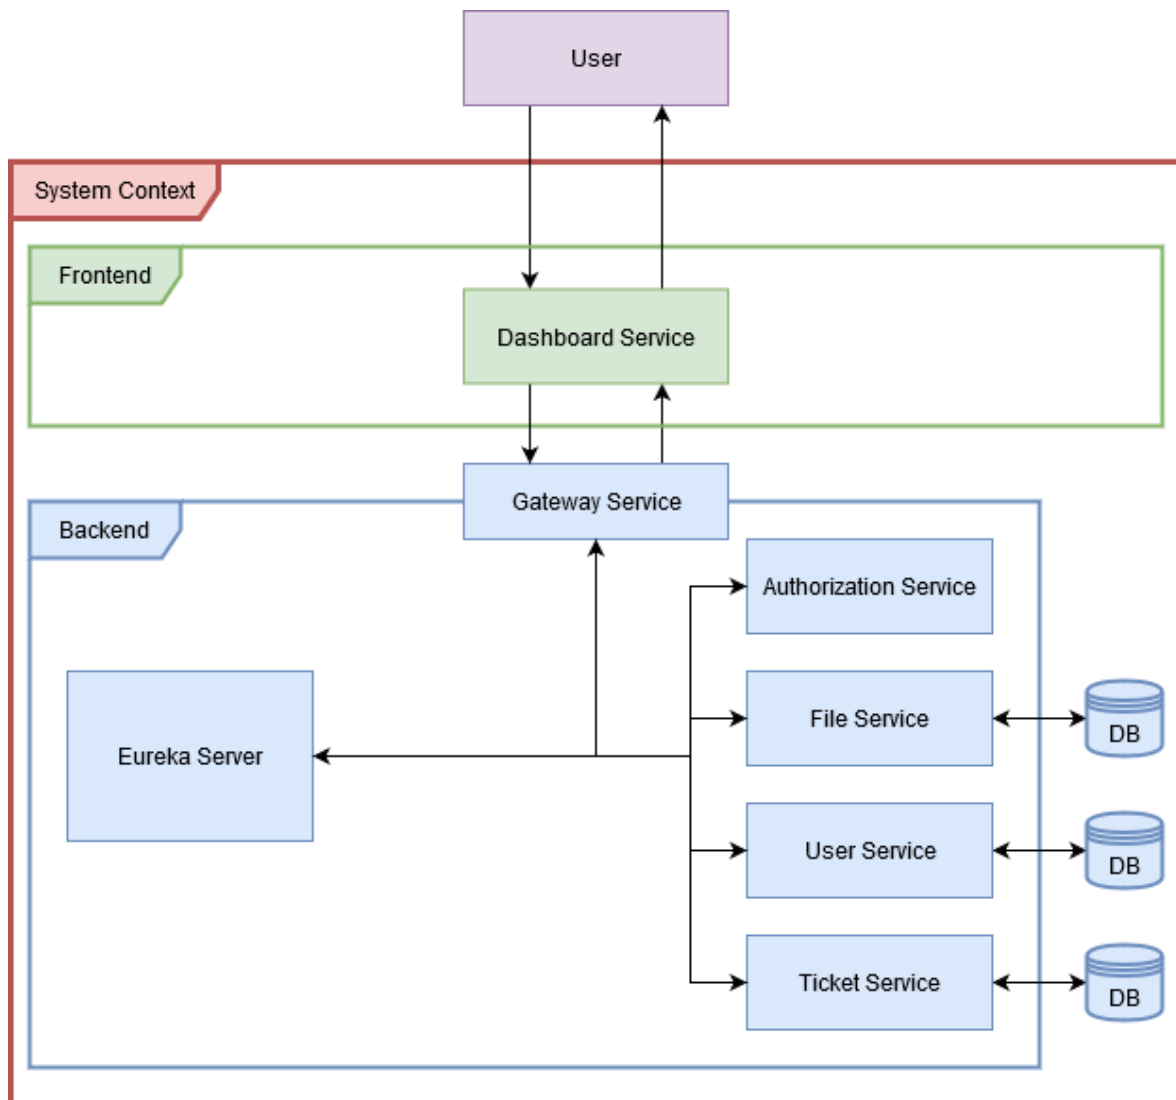 User
System Context
Frontend
Dashboard Service
Gateway Service
Backend
Authorization Service
File Service
DB
Eureka Server
User Service
DB
Ticket Service
DB